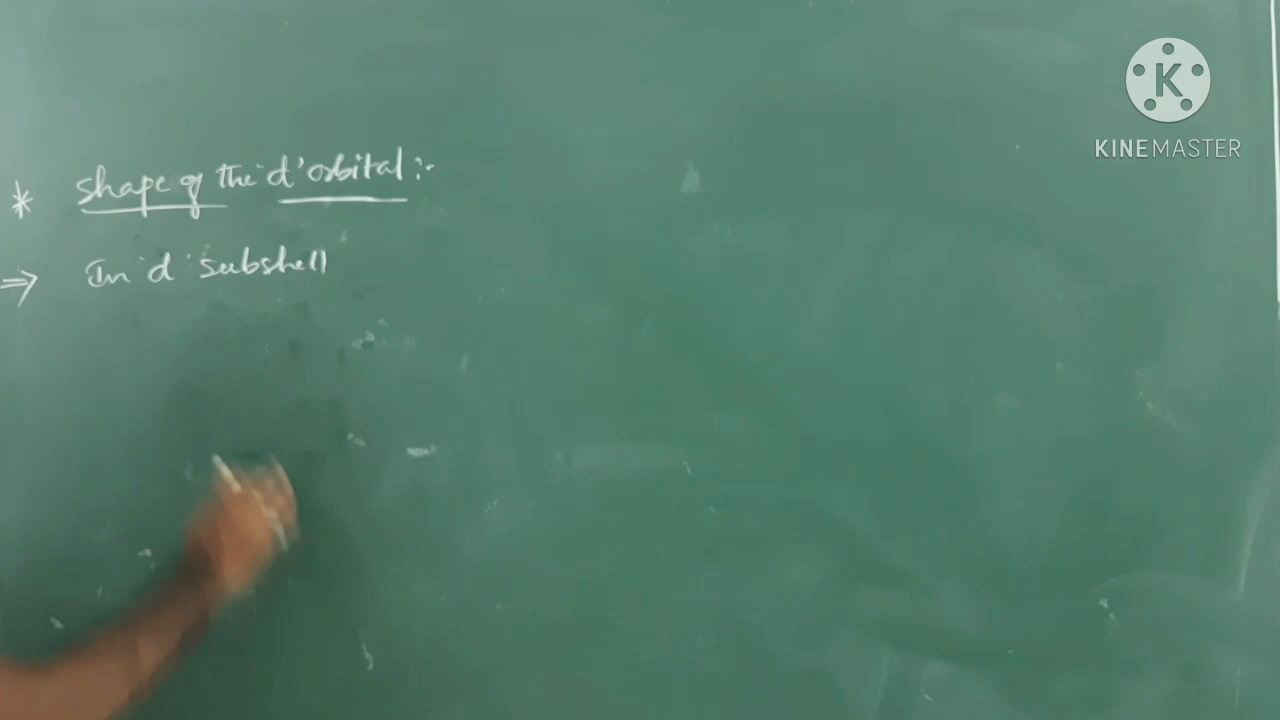 * Shape of the 'd' orbital :-
⇒ In 'd' subshell
K
KINEMASTER